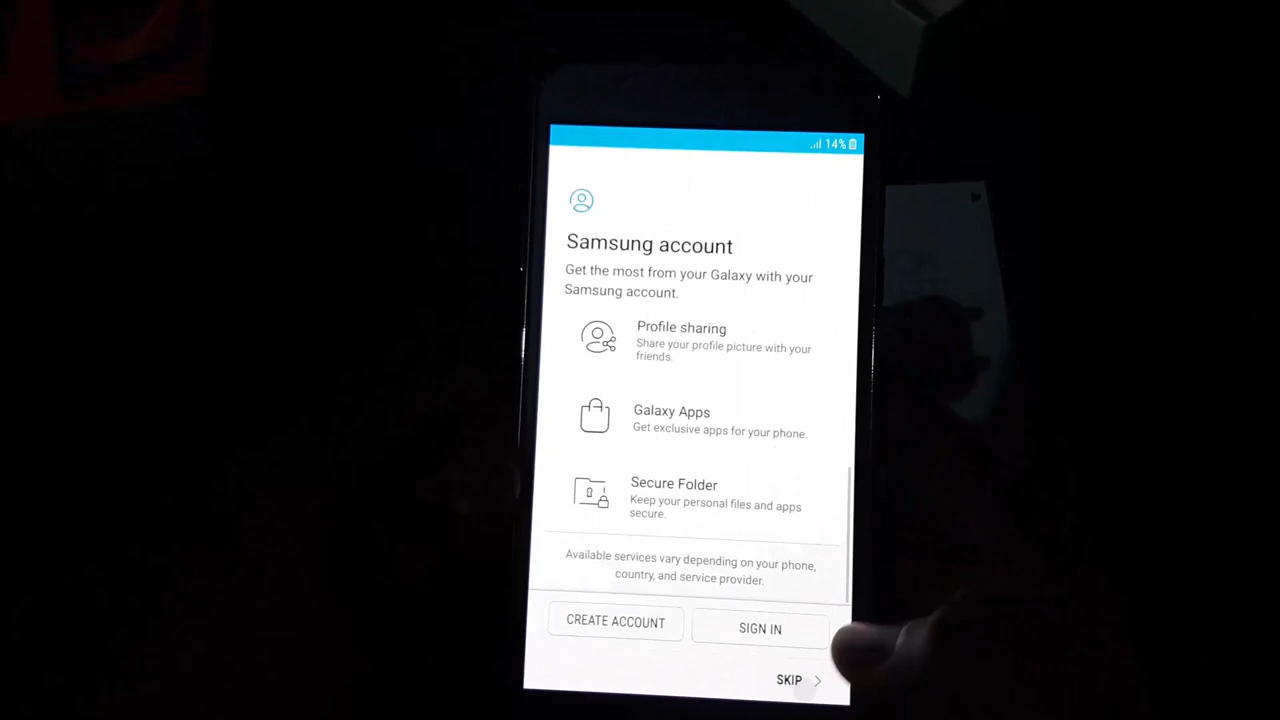 14%
Samsung account
Get the most from your Galaxy with your
Samsung account.
Profile sharing
Share your profile picture with your
friends.
Galaxy Apps
Get exclusive apps for your phone.
Secure Folder
Keep your personal files and apps
secure.
Available services vary depending on your phone,
country, and service provider.
CREATE ACCOUNT
SIGN IN
SKIP